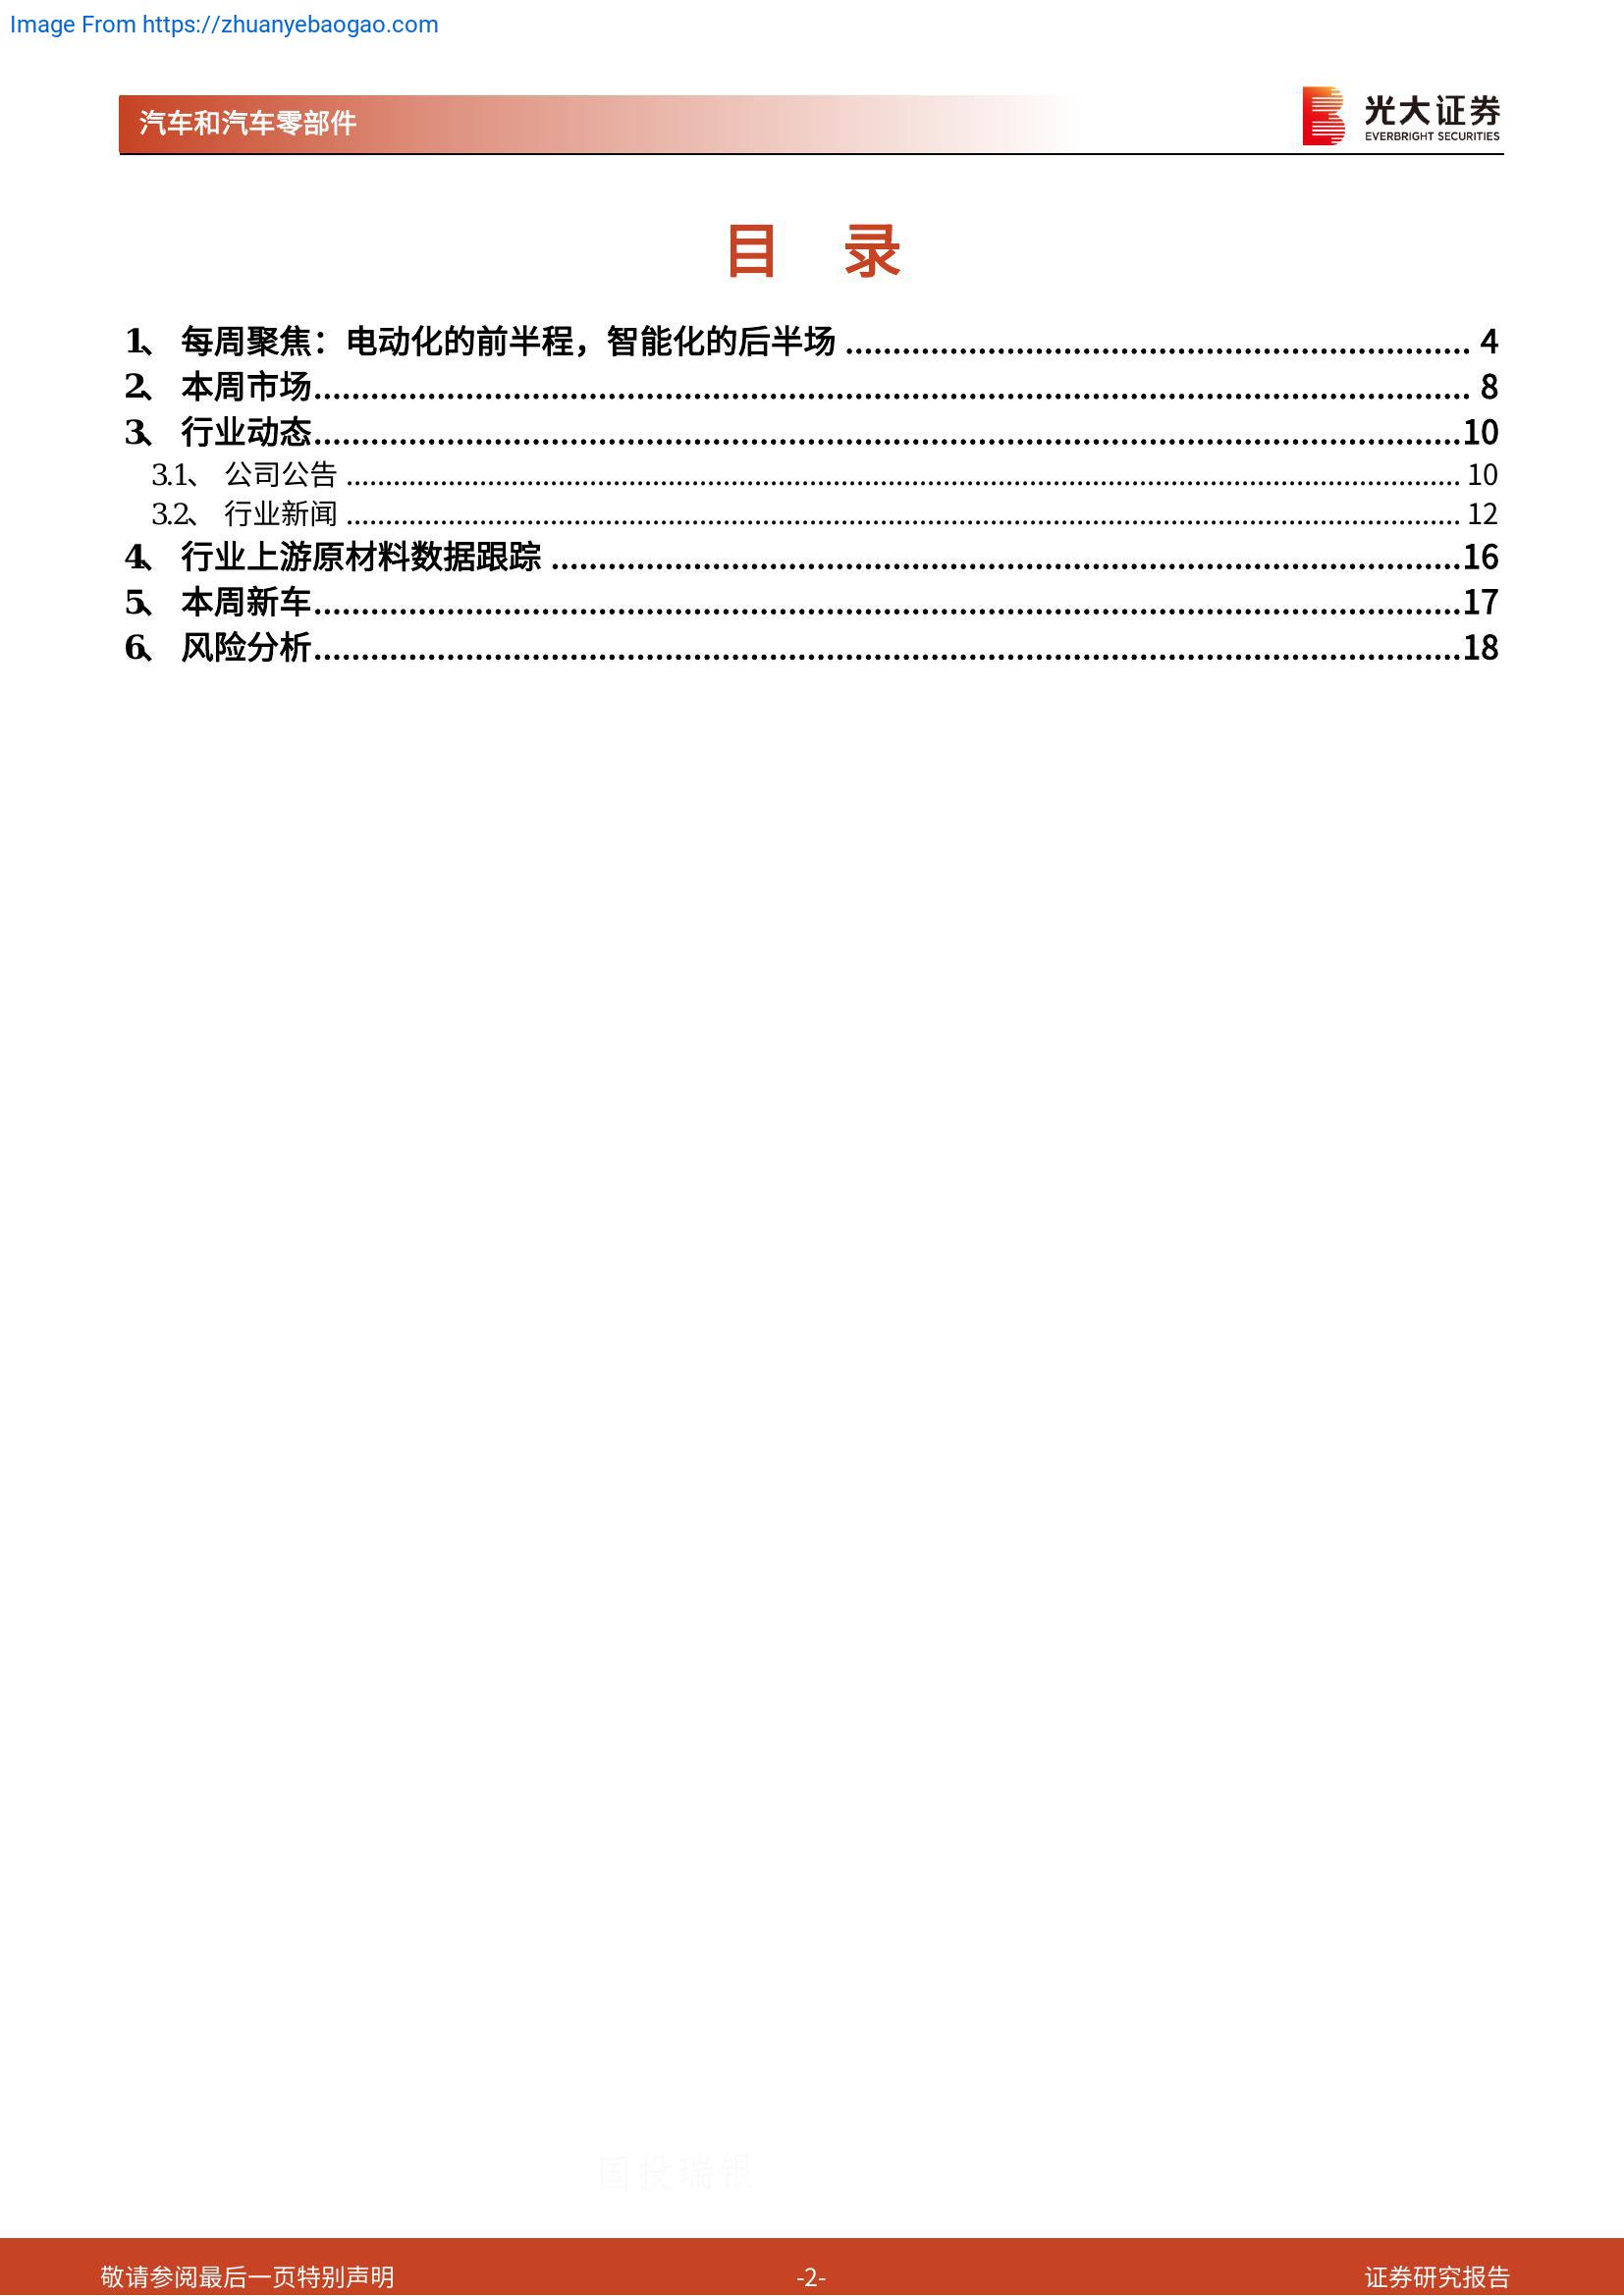 Image From https://zhuanyebaogao.com
汽车和汽车零部件
光大证券
EVERBRIGHT SECURITIES
目 录
1、 每周聚焦：电动化的前半程，智能化的后半场 ........ 4
2、 本周市场........ 8
3、 行业动态........10
3.1、 公司公告 ........ 10
3.2、 行业新闻 ........ 12
4、 行业上游原材料数据跟踪 ........16
5、 本周新车........17
6、 风险分析........18
国投瑞银
敬请参阅最后一页特别声明
-2-
证券研究报告